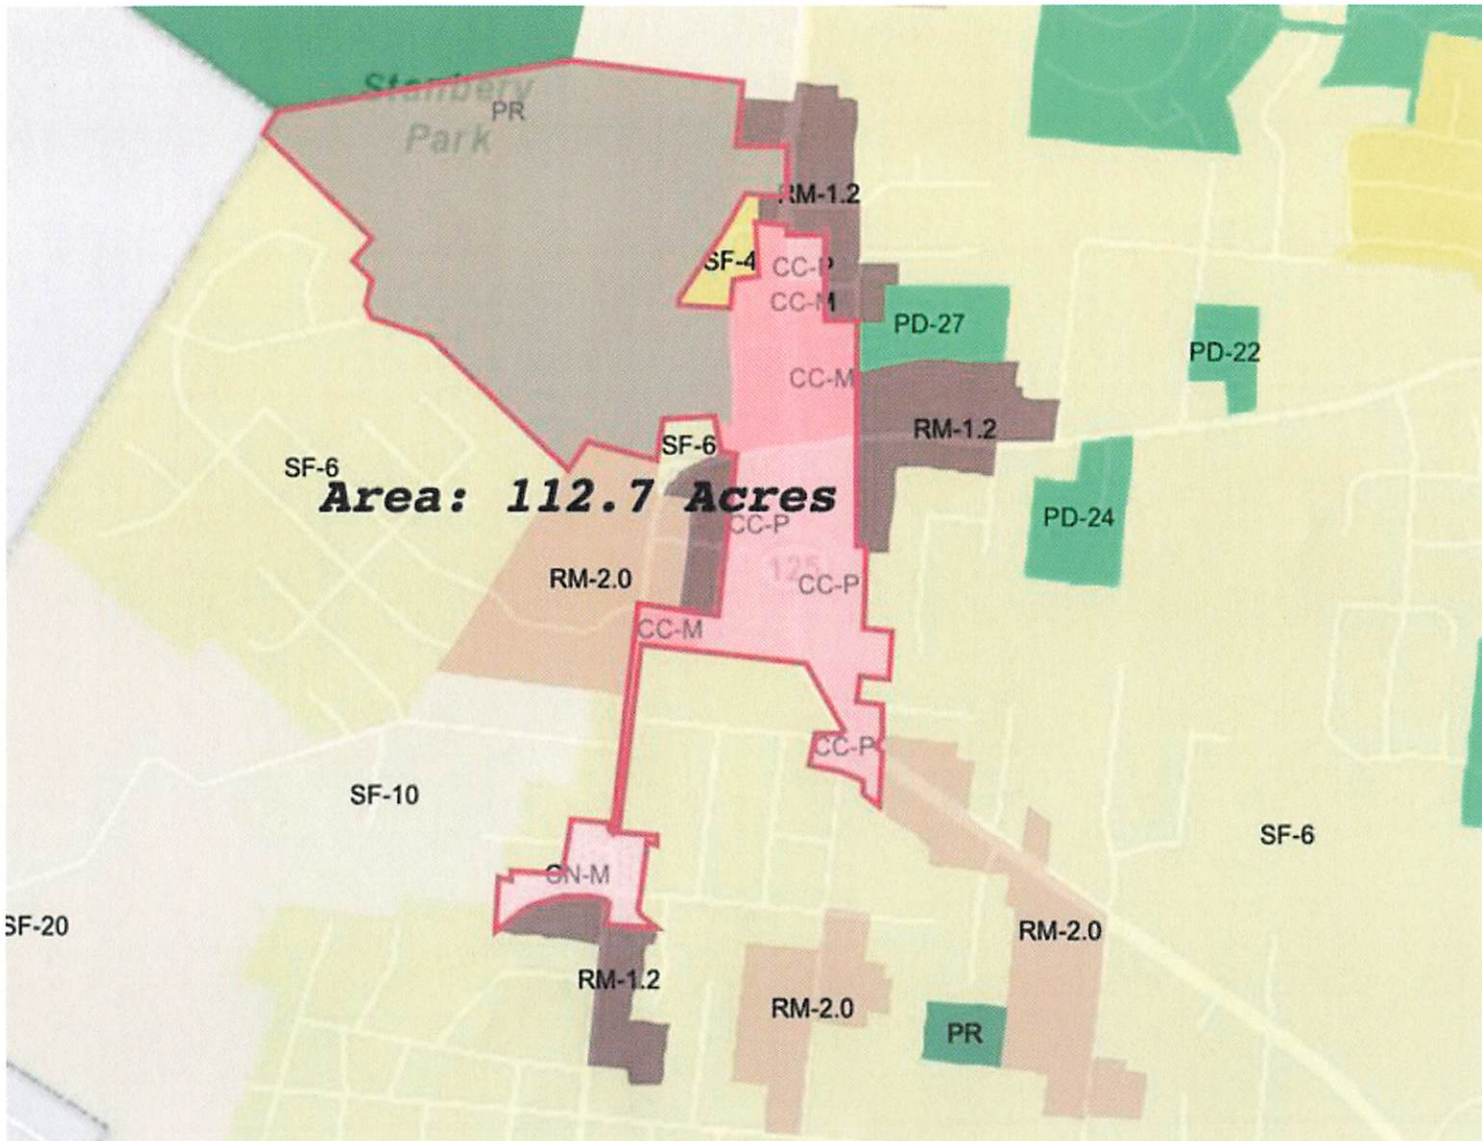 Stanbery
PR
Park
RM-1.2
SF-4
CC-P
CC-M
PD-27
PD-22
CC-M
RM-1.2
SF-6
SF-6
Area: 112.7 Acres
PD-24
CC-P
125
CC-P
RM-2.0
CC-M
CC-P
SF-10
SF-6
CN-M
SF-20
RM-2.0
RM-1.2
RM-2.0
PR